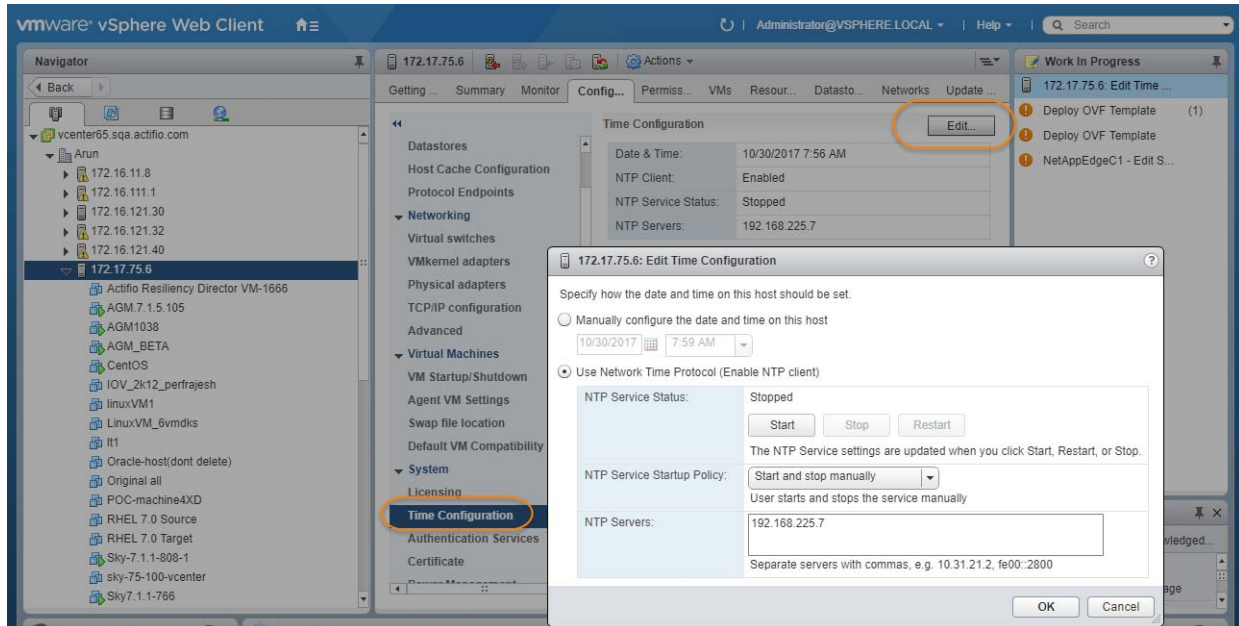 vmware® vSphere Web Client
Administrator@VSPHERE.LOCAL
Help
Search
Navigator
Back
vcenter65.sqa.actifio.com
Arun
172.16.11.8
172.16.111.1
172.16.121.30
172.16.121.32
172.16.121.40
172.17.75.6
Actifio Resiliency Director VM-1666
AGM.7.1.5.105
AGM1038
AGM_BETA
CentOS
IOV_2k12_perfrajesh
linuxVM1
LinuxVM_6vmdks
lt1
Oracle-host(dont delete)
Original all
POC-machine4XD
RHEL 7.0 Source
RHEL 7.0 Target
Sky-7.1.1-808-1
sky-75-100-vcenter
Sky7.1.1-766
172.17.75.6
Actions
Getting ... Summary Monitor Config... Permiss... VMs Resour... Datasto... Networks Update ...
Datastores
Host Cache Configuration
Protocol Endpoints
Networking
Virtual switches
VMkernel adapters
Physical adapters
TCP/IP configuration
Advanced
Virtual Machines
VM Startup/Shutdown
Agent VM Settings
Swap file location
Default VM Compatibility
System
Licensing
Time Configuration
Authentication Services
Certificate
Time Configuration
Edit...
Date & Time: 10/30/2017 7:56 AM
NTP Client: Enabled
NTP Service Status: Stopped
NTP Servers: 192.168.225.7
172.17.75.6: Edit Time Configuration
Specify how the date and time on this host should be set.
Manually configure the date and time on this host
10/30/2017 7:59 AM
Use Network Time Protocol (Enable NTP client)
NTP Service Status: Stopped
Start Stop Restart
The NTP Service settings are updated when you click Start, Restart, or Stop.
NTP Service Startup Policy: Start and stop manually
User starts and stops the service manually
NTP Servers: 192.168.225.7
Separate servers with commas, e.g. 10.31.21.2, fe00::2800
OK Cancel
Work In Progress
172.17.75.6: Edit Time ...
Deploy OVF Template (1)
Deploy OVF Template
NetAppEdgeC1 - Edit S...